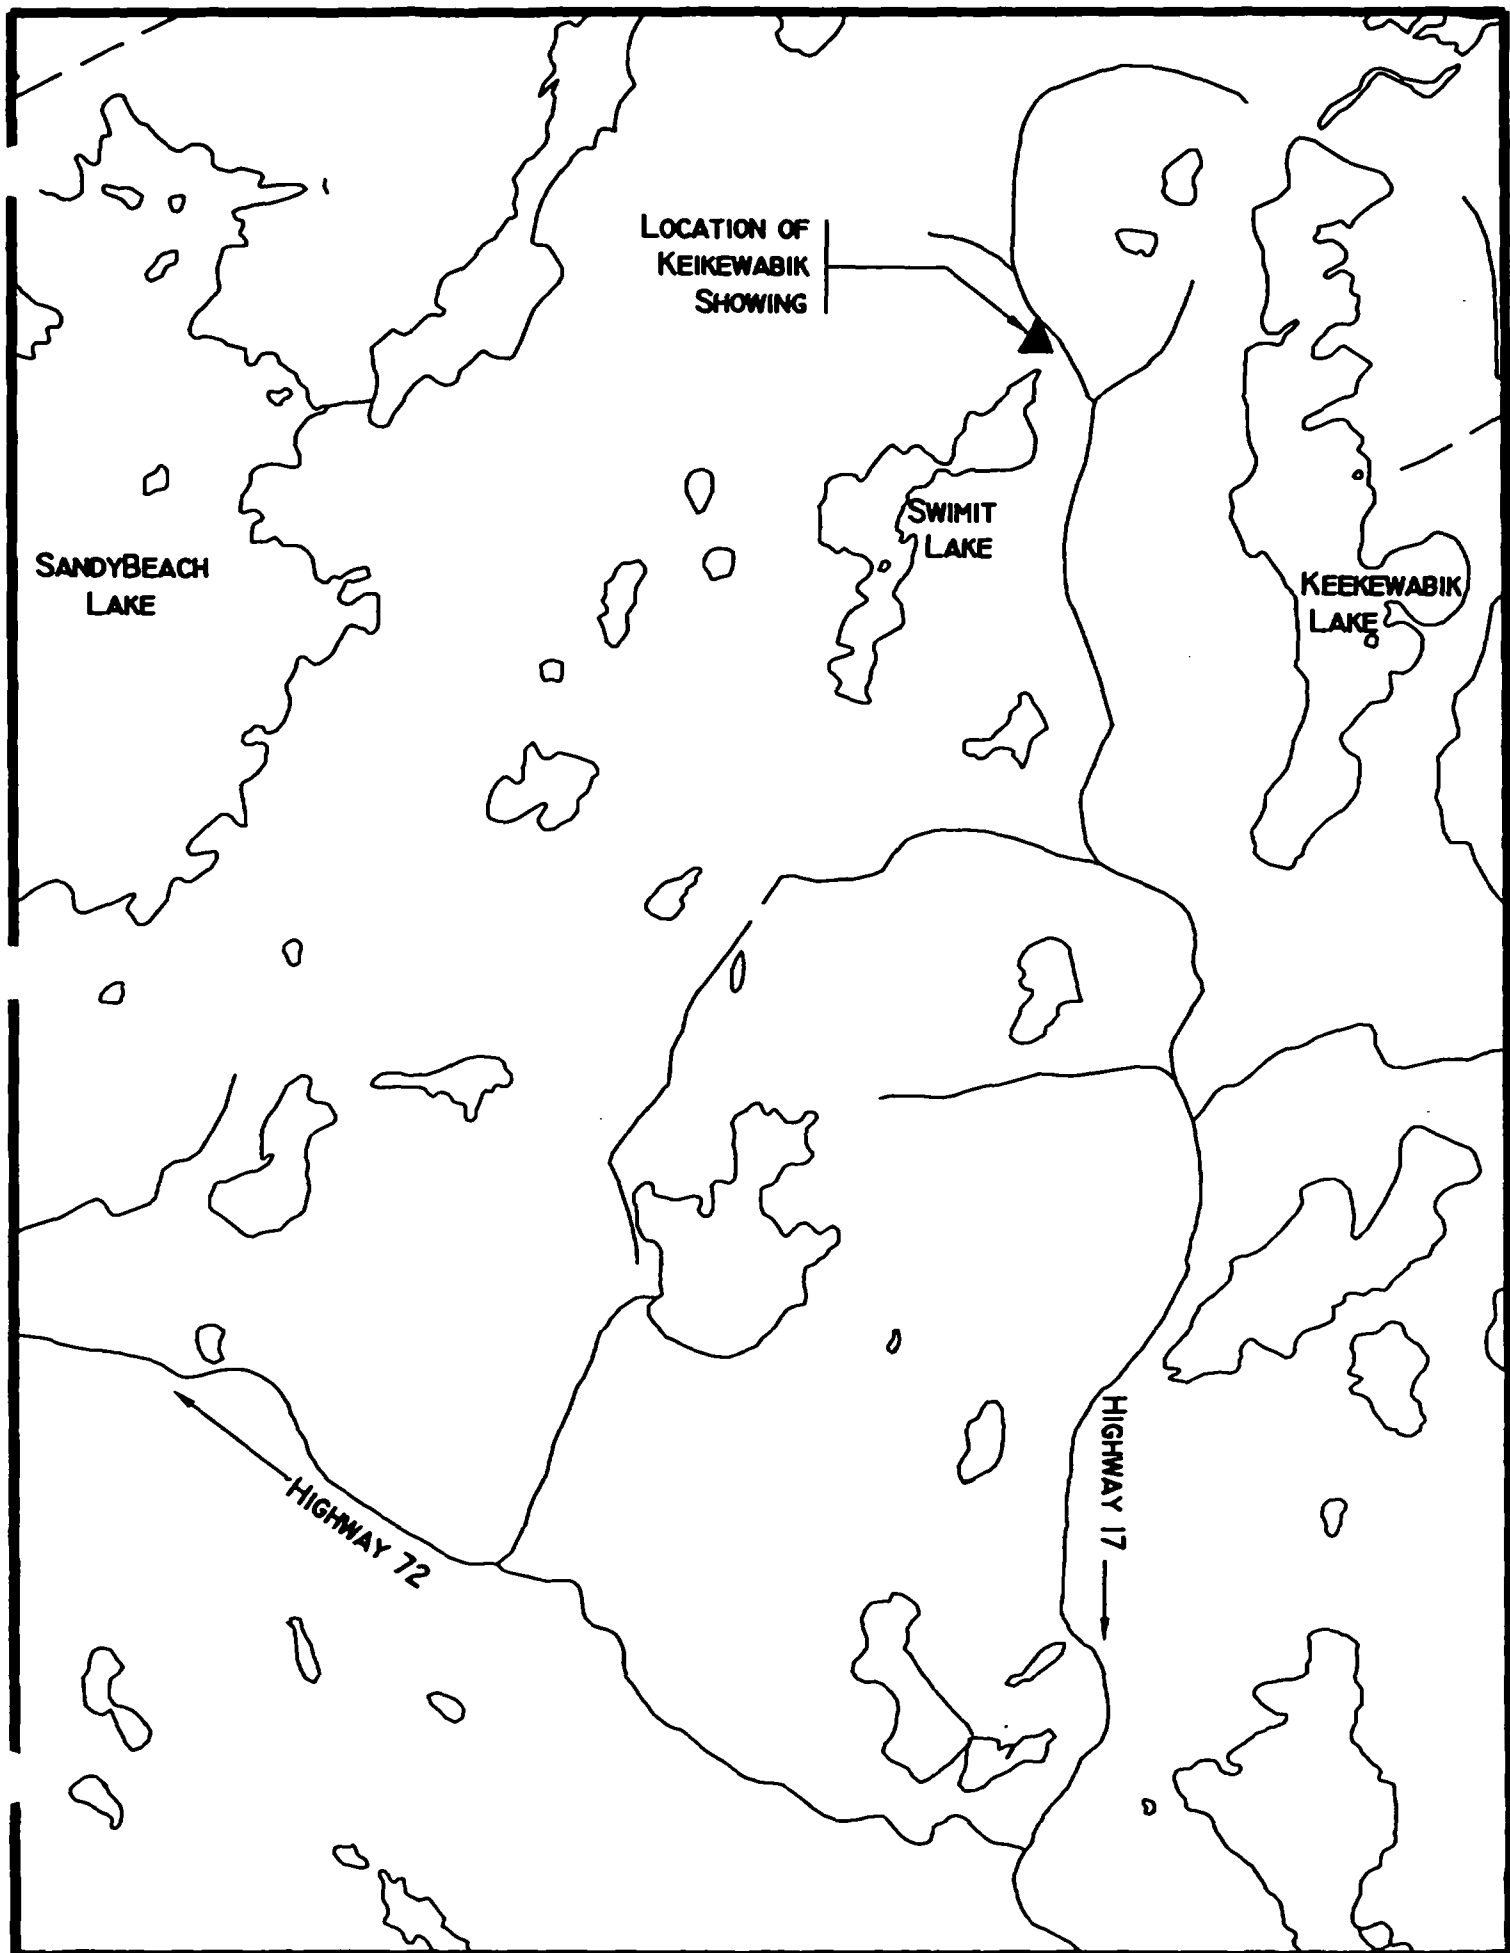 LOCATION OF
KEIKEWABIK
SHOWING
SWIMIT
LAKE
SANDYBEACH
LAKE
KEEKEWABIK
LAKE
HIGHWAY 17
HIGHWAY 72